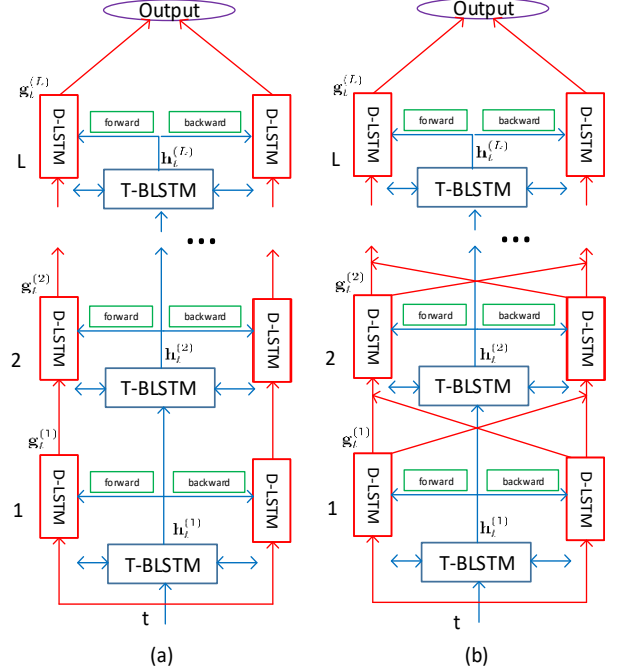 Output
g_t^(L)
D-LSTM
forward
backward
D-LSTM
h_t^(L)
L
T-BLSTM
...
g_t^(2)
D-LSTM
forward
backward
D-LSTM
h_t^(2)
2
T-BLSTM
g_t^(1)
D-LSTM
forward
backward
D-LSTM
1
h_t^(1)
T-BLSTM
t
(a)
Output
g_t^(L)
D-LSTM
forward
backward
D-LSTM
h_t^(L)
L
T-BLSTM
...
g_t^(2)
D-LSTM
forward
backward
D-LSTM
h_t^(2)
2
T-BLSTM
g_t^(1)
D-LSTM
forward
backward
D-LSTM
1
h_t^(1)
T-BLSTM
t
(b)